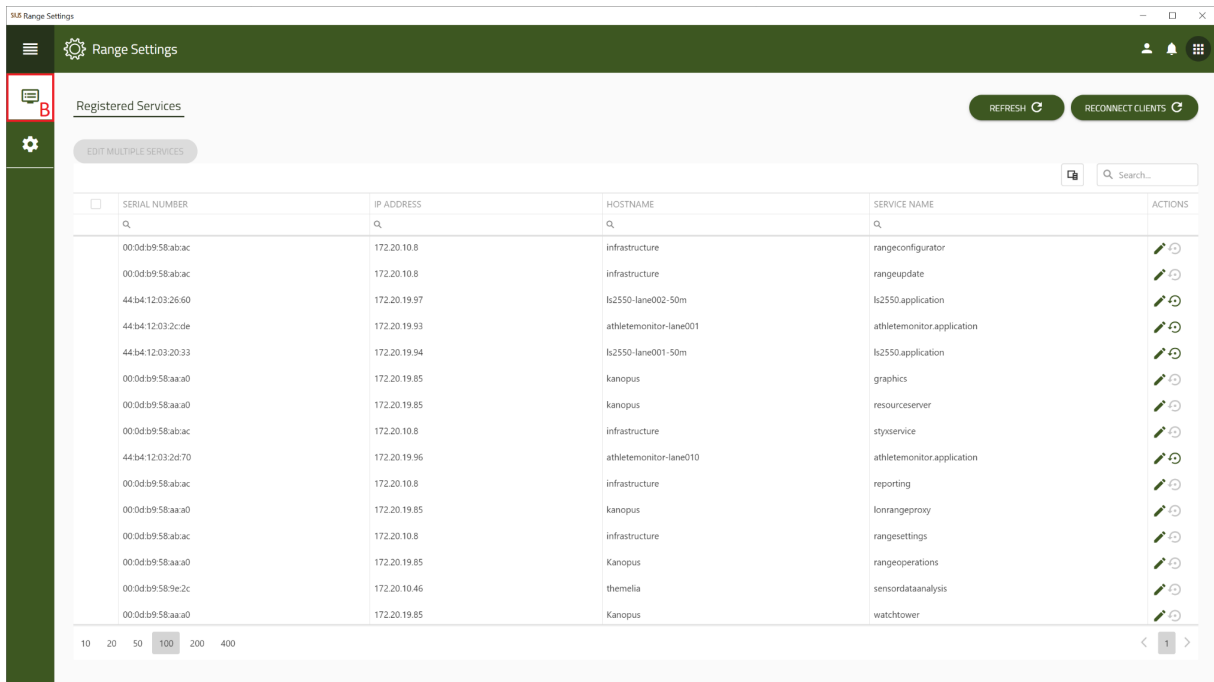 SIUS Range Settings
Range Settings
B
Registered Services
REFRESH
RECONNECT CLIENTS
EDIT MULTIPLE SERVICES
Search...
SERIAL NUMBER IP ADDRESS HOSTNAME SERVICE NAME ACTIONS
00:0d:b9:58:ab:ac 172.20.10.8 infrastructure rangeconfigurator
00:0d:b9:58:ab:ac 172.20.10.8 infrastructure rangeupdate
44:b4:12:03:26:60 172.20.19.97 ls2550-lane002-50m ls2550.application
44:b4:12:03:2c:de 172.20.19.93 athletemonitor-lane001 athletemonitor.application
44:b4:12:03:20:33 172.20.19.94 ls2550-lane001-50m ls2550.application
00:0d:b9:58:aa:a0 172.20.19.85 kanopus graphics
00:0d:b9:58:aa:a0 172.20.19.85 kanopus resourceserver
00:0d:b9:58:ab:ac 172.20.10.8 infrastructure styxservice
44:b4:12:03:2d:70 172.20.19.96 athletemonitor-lane010 athletemonitor.application
00:0d:b9:58:ab:ac 172.20.10.8 infrastructure reporting
00:0d:b9:58:aa:a0 172.20.19.85 kanopus lonrangeproxy
00:0d:b9:58:ab:ac 172.20.10.8 infrastructure rangesettings
00:0d:b9:58:aa:a0 172.20.19.85 Kanopus rangeoperations
00:0d:b9:58:9e:2c 172.20.10.46 themelia sensordataanalysis
00:0d:b9:58:aa:a0 172.20.19.85 Kanopus watchtower
10 20 50 100 200 400 1